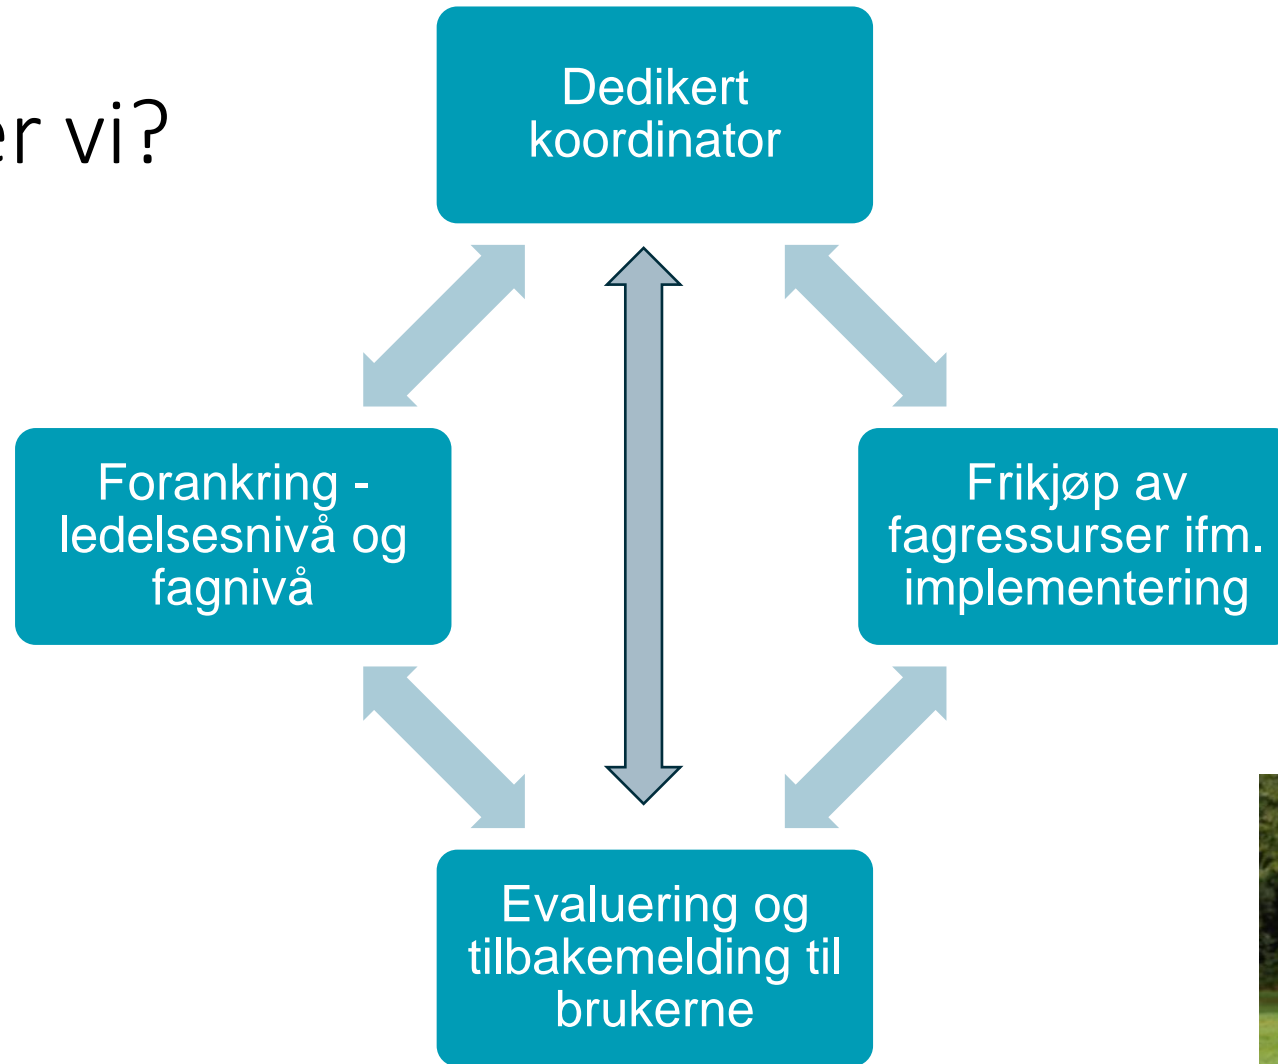 er vi?
Dedikert
koordinator
Forankring -
ledelsesnivå og
fagnivå
Frikjøp av
fagressurser ifm.
implementering
Evaluering og
tilbakemelding til
brukerne